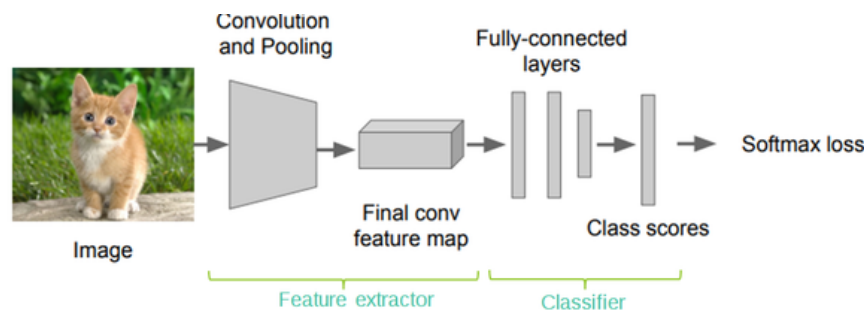 Convolution
and Pooling
Fully-connected
layers
Softmax loss
Final conv
feature map
Class scores
Image
Feature extractor
Classifier